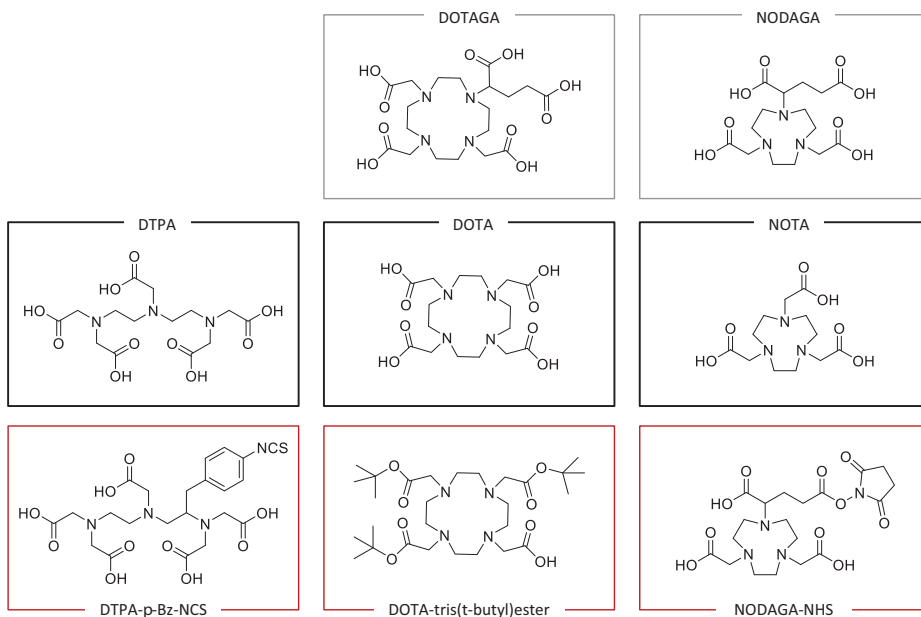 DOTAGA
O OH
HO OH
O N N O
O N N
HO O OH
NODAGA
O O
HO OH
N
O O
HO N N OH
DTPA
O
HO
O N O
HO N N OH
O O O O
OH HO
DOTA
HO OH
O N N O
O N N O
HO OH
NOTA
O
OH
N
O O
HO N N OH
NCS
O
HO
O N O
HO N N OH
O O O O
OH HO
DTPA-p-Bz-NCS
O O
O N N O
O N N O
O OH
DOTA-tris(t-butyl)ester
O
O O N
HO O O
N
O O
HO N N OH
NODAGA-NHS